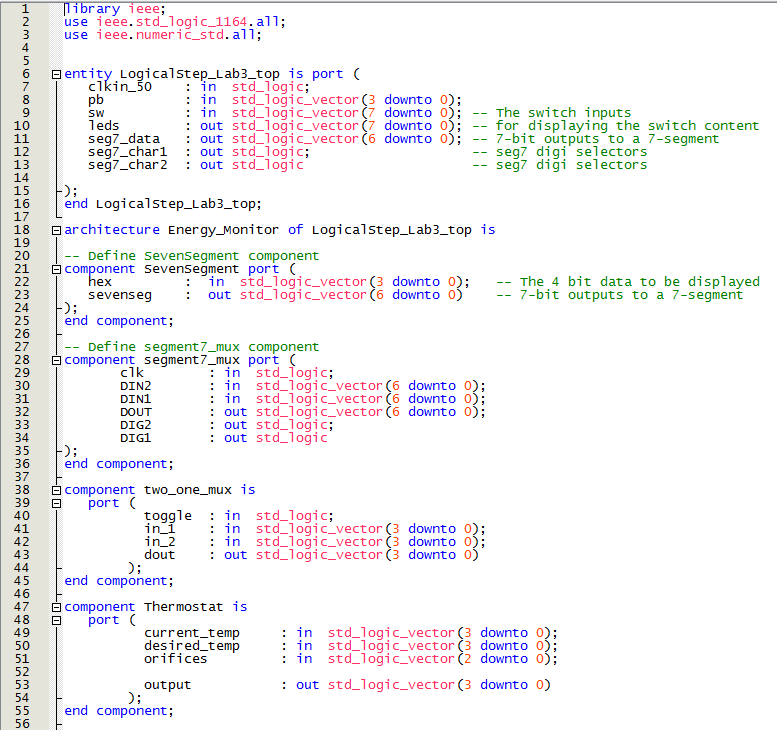 1 library ieee;
2 use ieee.std_logic_1164.all;
3 use ieee.numeric_std.all;
4
5
6 entity LogicalStep_Lab3_top is port (
7 clkin_50 : in std_logic;
8 pb : in std_logic_vector(3 downto 0);
9 sw : in std_logic_vector(7 downto 0); -- The switch inputs
10 leds : out std_logic_vector(7 downto 0); -- for displaying the switch content
11 seg7_data : out std_logic_vector(6 downto 0); -- 7-bit outputs to a 7-segment
12 seg7_char1 : out std_logic; -- seg7 digi selectors
13 seg7_char2 : out std_logic -- seg7 digi selectors
14
15 );
16 end LogicalStep_Lab3_top;
17
18 architecture Energy_Monitor of LogicalStep_Lab3_top is
19
20 -- Define SevenSegment component
21 component SevenSegment port (
22 hex : in std_logic_vector(3 downto 0); -- The 4 bit data to be displayed
23 sevenseg : out std_logic_vector(6 downto 0) -- 7-bit outputs to a 7-segment
24 );
25 end component;
26
27 -- Define segment7_mux component
28 component segment7_mux port (
29 clk : in std_logic;
30 DIN2 : in std_logic_vector(6 downto 0);
31 DIN1 : in std_logic_vector(6 downto 0);
32 DOUT : out std_logic_vector(6 downto 0);
33 DIG2 : out std_logic;
34 DIG1 : out std_logic
35 );
36 end component;
37
38 component two_one_mux is
39 port (
40 toggle : in std_logic;
41 in_1 : in std_logic_vector(3 downto 0);
42 in_2 : in std_logic_vector(3 downto 0);
43 dout : out std_logic_vector(3 downto 0)
44 );
45 end component;
46
47 component Thermostat is
48 port (
49 current_temp : in std_logic_vector(3 downto 0);
50 desired_temp : in std_logic_vector(3 downto 0);
51 orifices : in std_logic_vector(2 downto 0);
52
53 output : out std_logic_vector(3 downto 0)
54 );
55 end component;
56